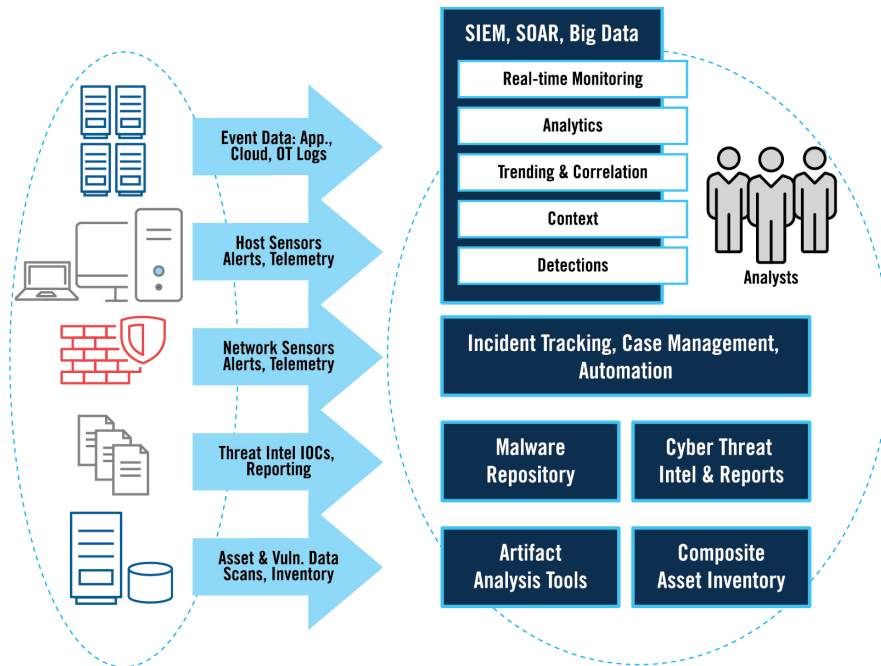 SIEM, SOAR, Big Data
Real-time Monitoring
Analytics
Trending & Correlation
Context
Detections
Analysts
Event Data: App.,
Cloud, OT Logs
Host Sensors
Alerts, Telemetry
Network Sensors
Alerts, Telemetry
Threat Intel IOCs,
Reporting
Asset & Vuln. Data
Scans, Inventory
Incident Tracking, Case Management,
Automation
Malware
Repository
Cyber Threat
Intel & Reports
Artifact
Analysis Tools
Composite
Asset Inventory